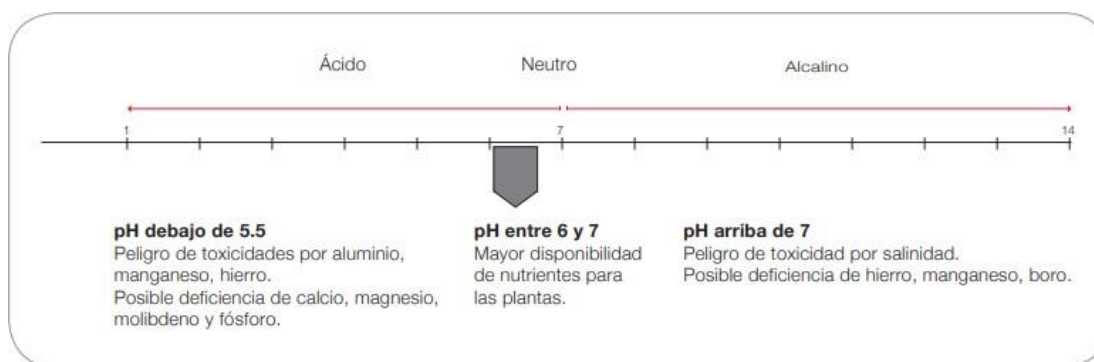 Ácido
Neutro
Alcalino
1
7
14
pH debajo de 5.5
Peligro de toxicidades por aluminio,
manganeso, hierro.
Posible deficiencia de calcio, magnesio,
molibdeno y fósforo.
pH entre 6 y 7
Mayor disponibilidad
de nutrientes para
las plantas.
pH arriba de 7
Peligro de toxicidad por salinidad.
Posible deficiencia de hierro, manganeso, boro.